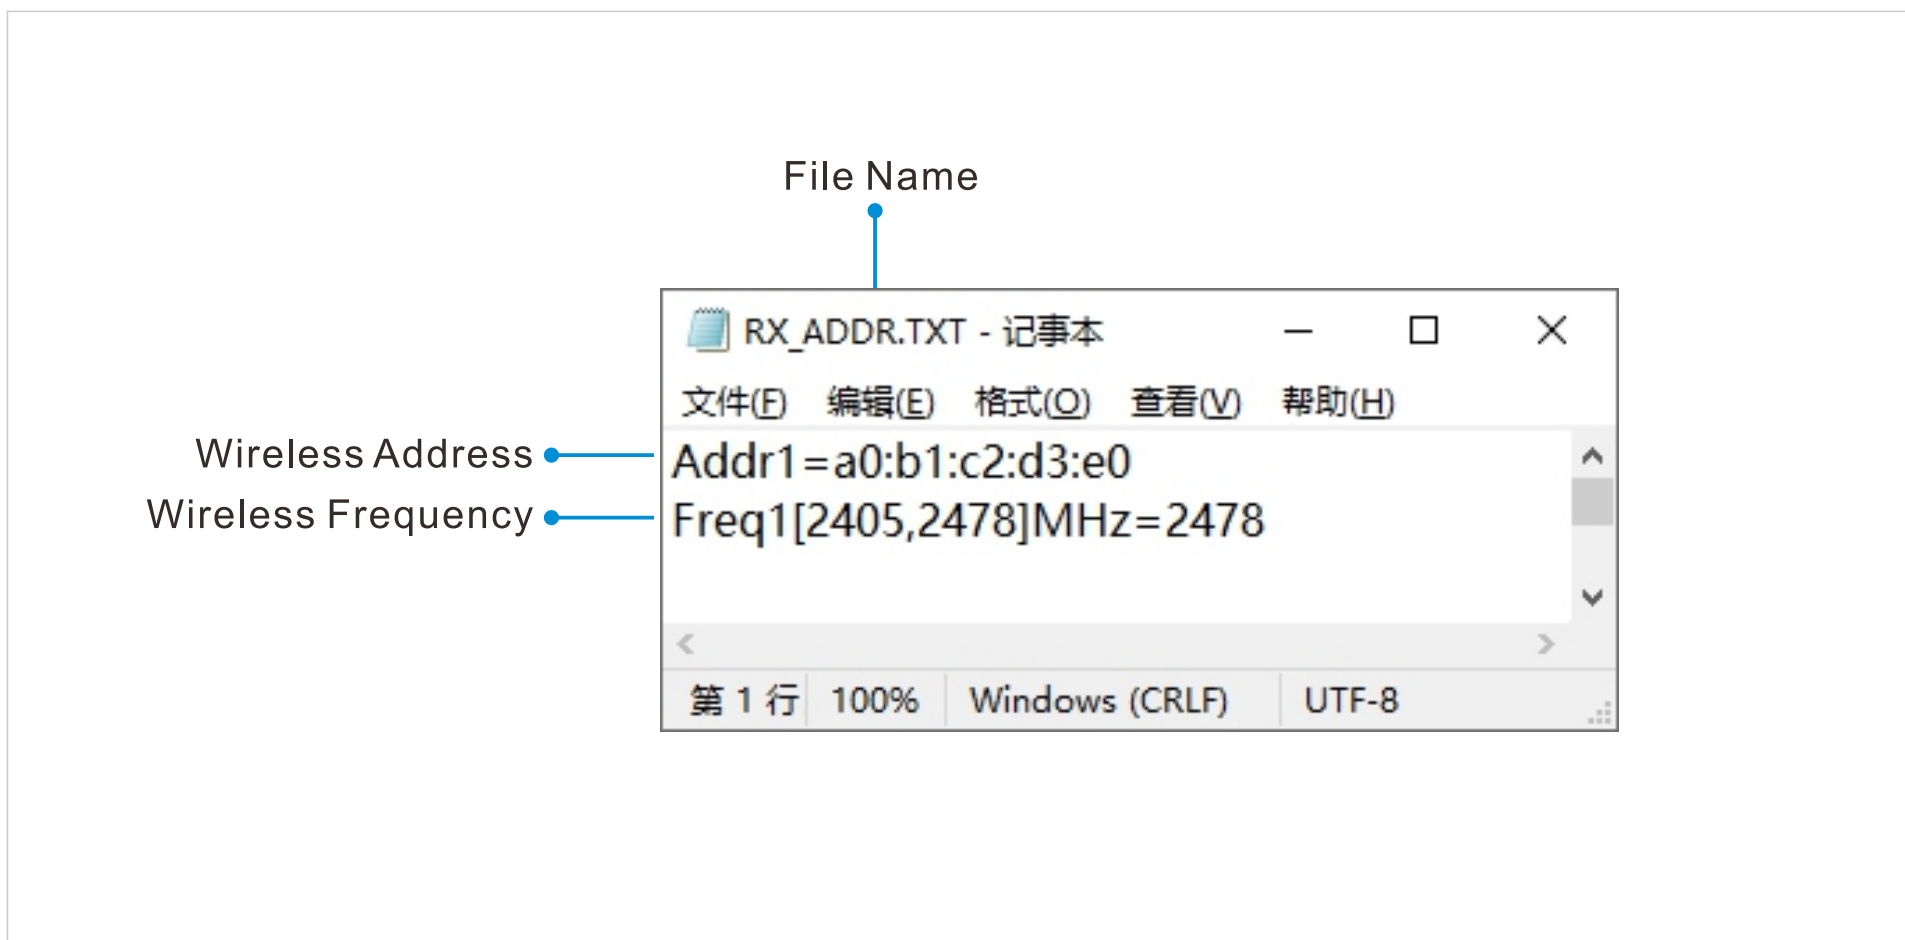 File Name
RX_ADDR.TXT - 记事本
文件(F) 编辑(E) 格式(O) 查看(V) 帮助(H)
Wireless Address
Addr1=a0:b1:c2:d3:e0
Wireless Frequency
Freq1[2405,2478]MHz=2478
第 1 行 100% Windows (CRLF) UTF-8